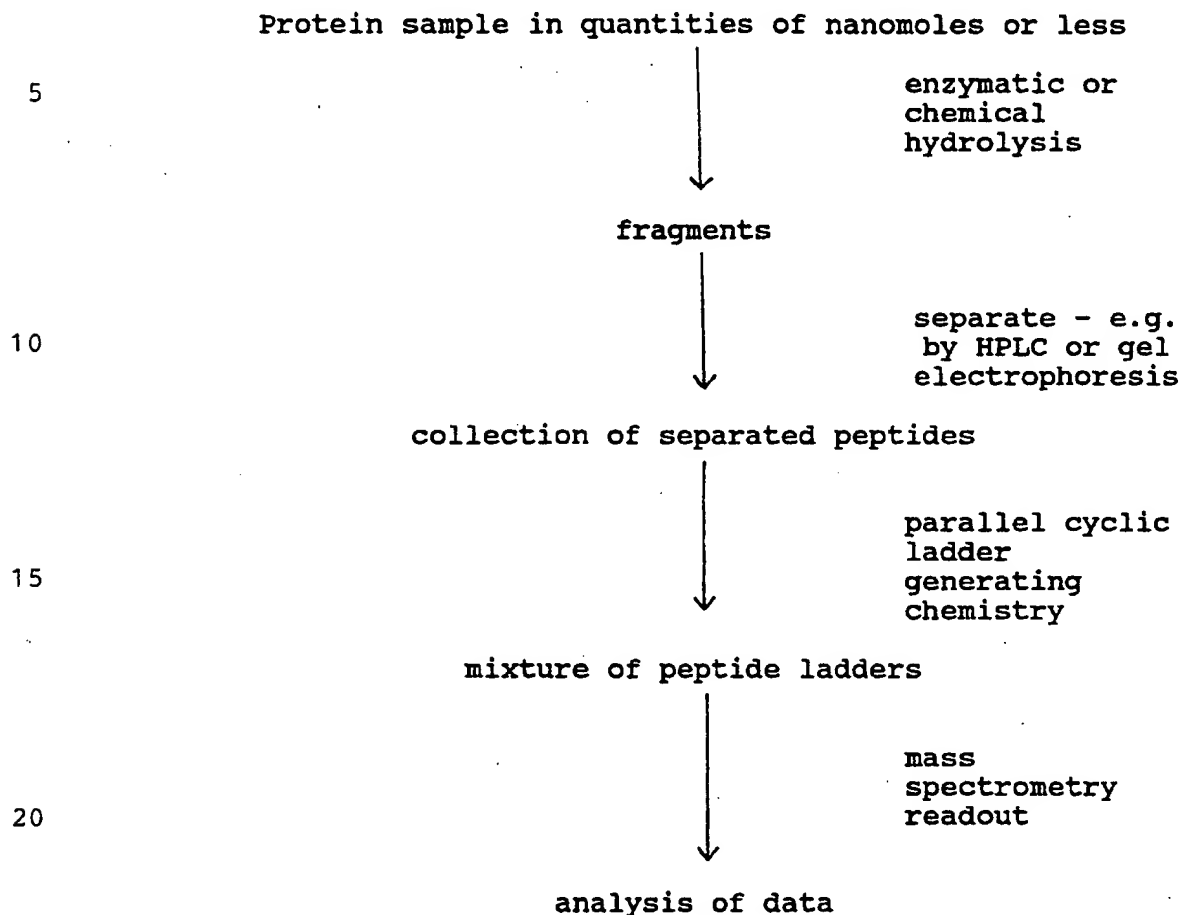 Protein sample in quantities of nanomoles or less
5
enzymatic or
chemical
hydrolysis
fragments
10
separate - e.g.
by HPLC or gel
electrophoresis
collection of separated peptides
parallel cyclic
ladder
15
generating
chemistry
mixture of peptide ladders
mass
spectrometry
20
readout
analysis of data